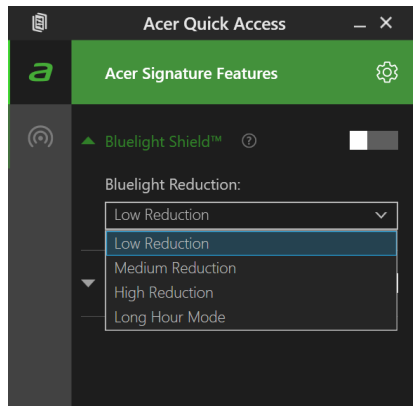 Acer Quick Access
a
Acer Signature Features
Bluelight Shield™ ?
Bluelight Reduction:
Low Reduction
Low Reduction
Medium Reduction
High Reduction
Long Hour Mode